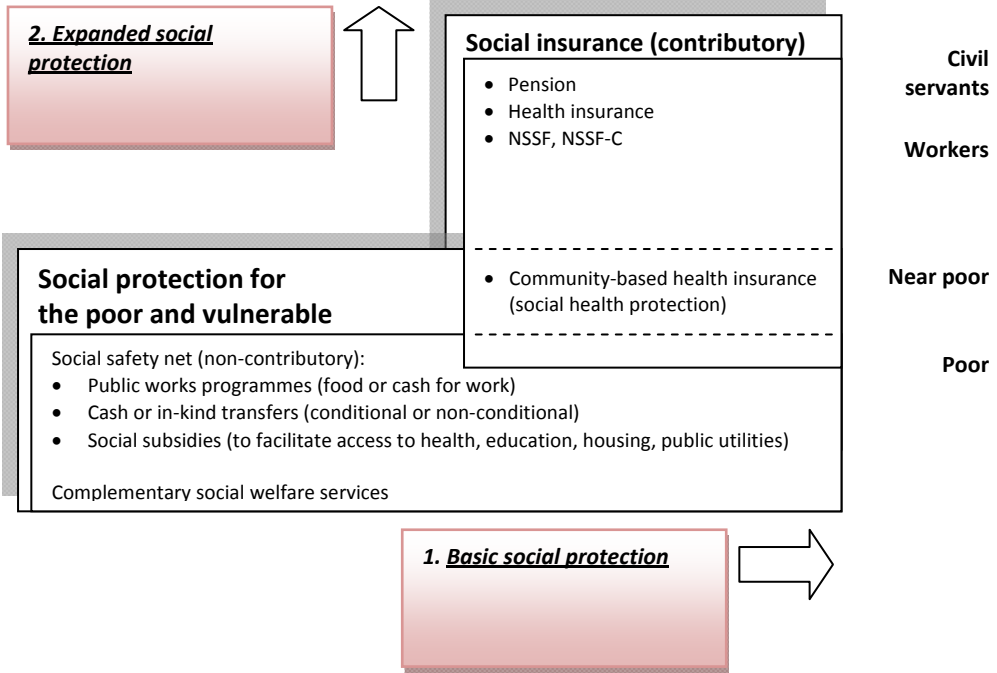 2. Expanded social
protection
Social insurance (contributory)
• Pension
• Health insurance
• NSSF, NSSF-C
Civil
servants
Workers
• Community-based health insurance
(social health protection)
Near poor
Social protection for
the poor and vulnerable
Social safety net (non-contributory):
• Public works programmes (food or cash for work)
• Cash or in-kind transfers (conditional or non-conditional)
• Social subsidies (to facilitate access to health, education, housing, public utilities)
Complementary social welfare services
Poor
1. Basic social protection